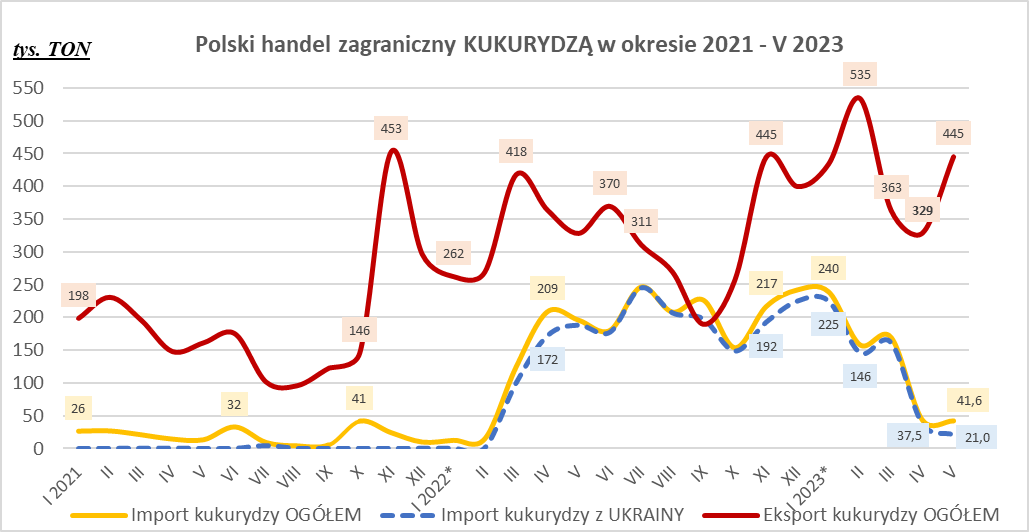 tys. TON
Polski handel zagraniczny KUKURYDZĄ w okresie 2021 - V 2023
550
500
450
400
350
300
250
200
150
100
50
0
198
453
146
262
418
370
311
445
535
363
329
445
26
32
41
209
217
240
41,6
172
192
225
146
37,5
21,0
I 2021
II
III
IV
V
VI
VII
VIII
IX
X
XI
XII
I 2022*
II
III
IV
V
VI
VII
VIII
IX
X
XI
XII
I 2023*
II
III
IV
V
Import kukurydzy OGÓŁEM
Import kukurydzy z UKRAINY
Eksport kukurydzy OGÓŁEM